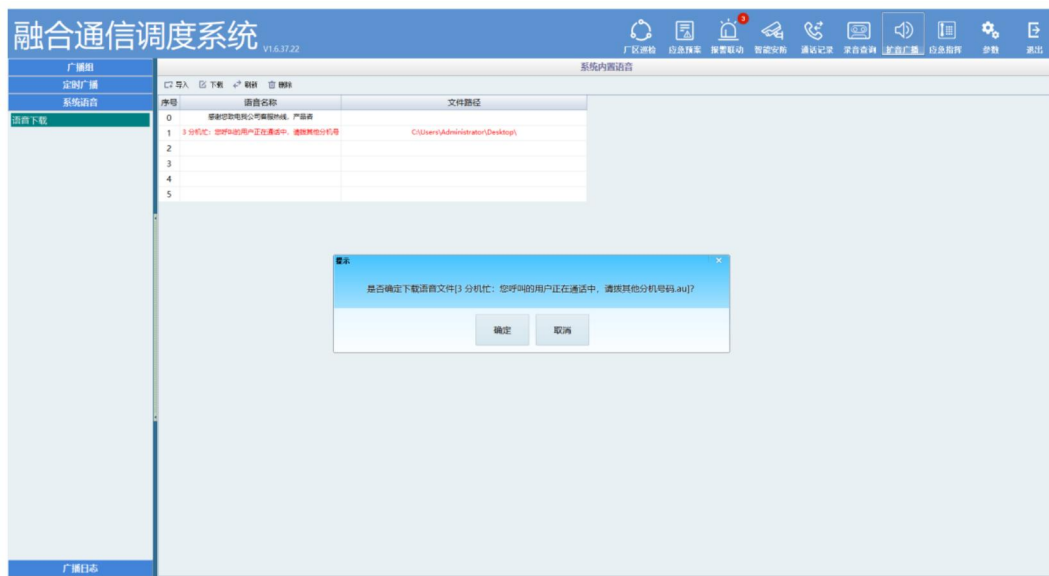 融合通信调度系统 V1.6.37.22
3
厂区巡检 应急预案 报警联动 智能安防 通话记录 录音查询 扩音广播 应急指挥 参数 退出
广播组
定时广播
系统语音
语音下载
系统内置语音
导入 下载 刷新 删除
序号 语音名称 文件路径
0 感谢您致电我公司客服热线，产品咨
1 3 分机忙：您呼叫的用户正在通话中，请拨其他分机号 C:\Users\Administrator\Desktop\
2
3
4
5
提示
是否确定下载语音文件[3 分机忙：您呼叫的用户正在通话中，请拨其他分机号码.au]?
确定 取消
广播日志